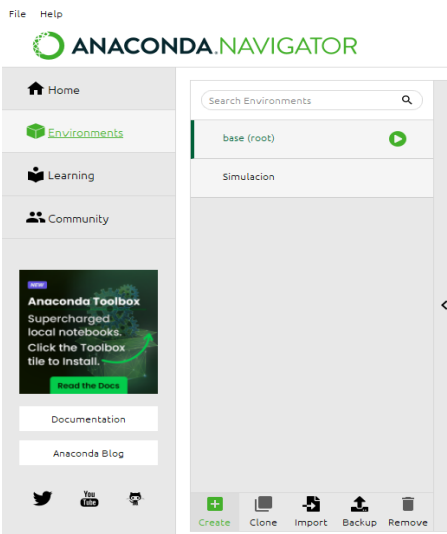 File Help
ANACONDA.NAVIGATOR
Home
Environments
Learning
Community
NEW
Anaconda Toolbox
Supercharged
local notebooks.
Click the Toolbox
tile to Install.
Read the Docs
Documentation
Anaconda Blog
You
Tube
Search Environments
base (root)
Simulacion
Create Clone Import Backup Remove